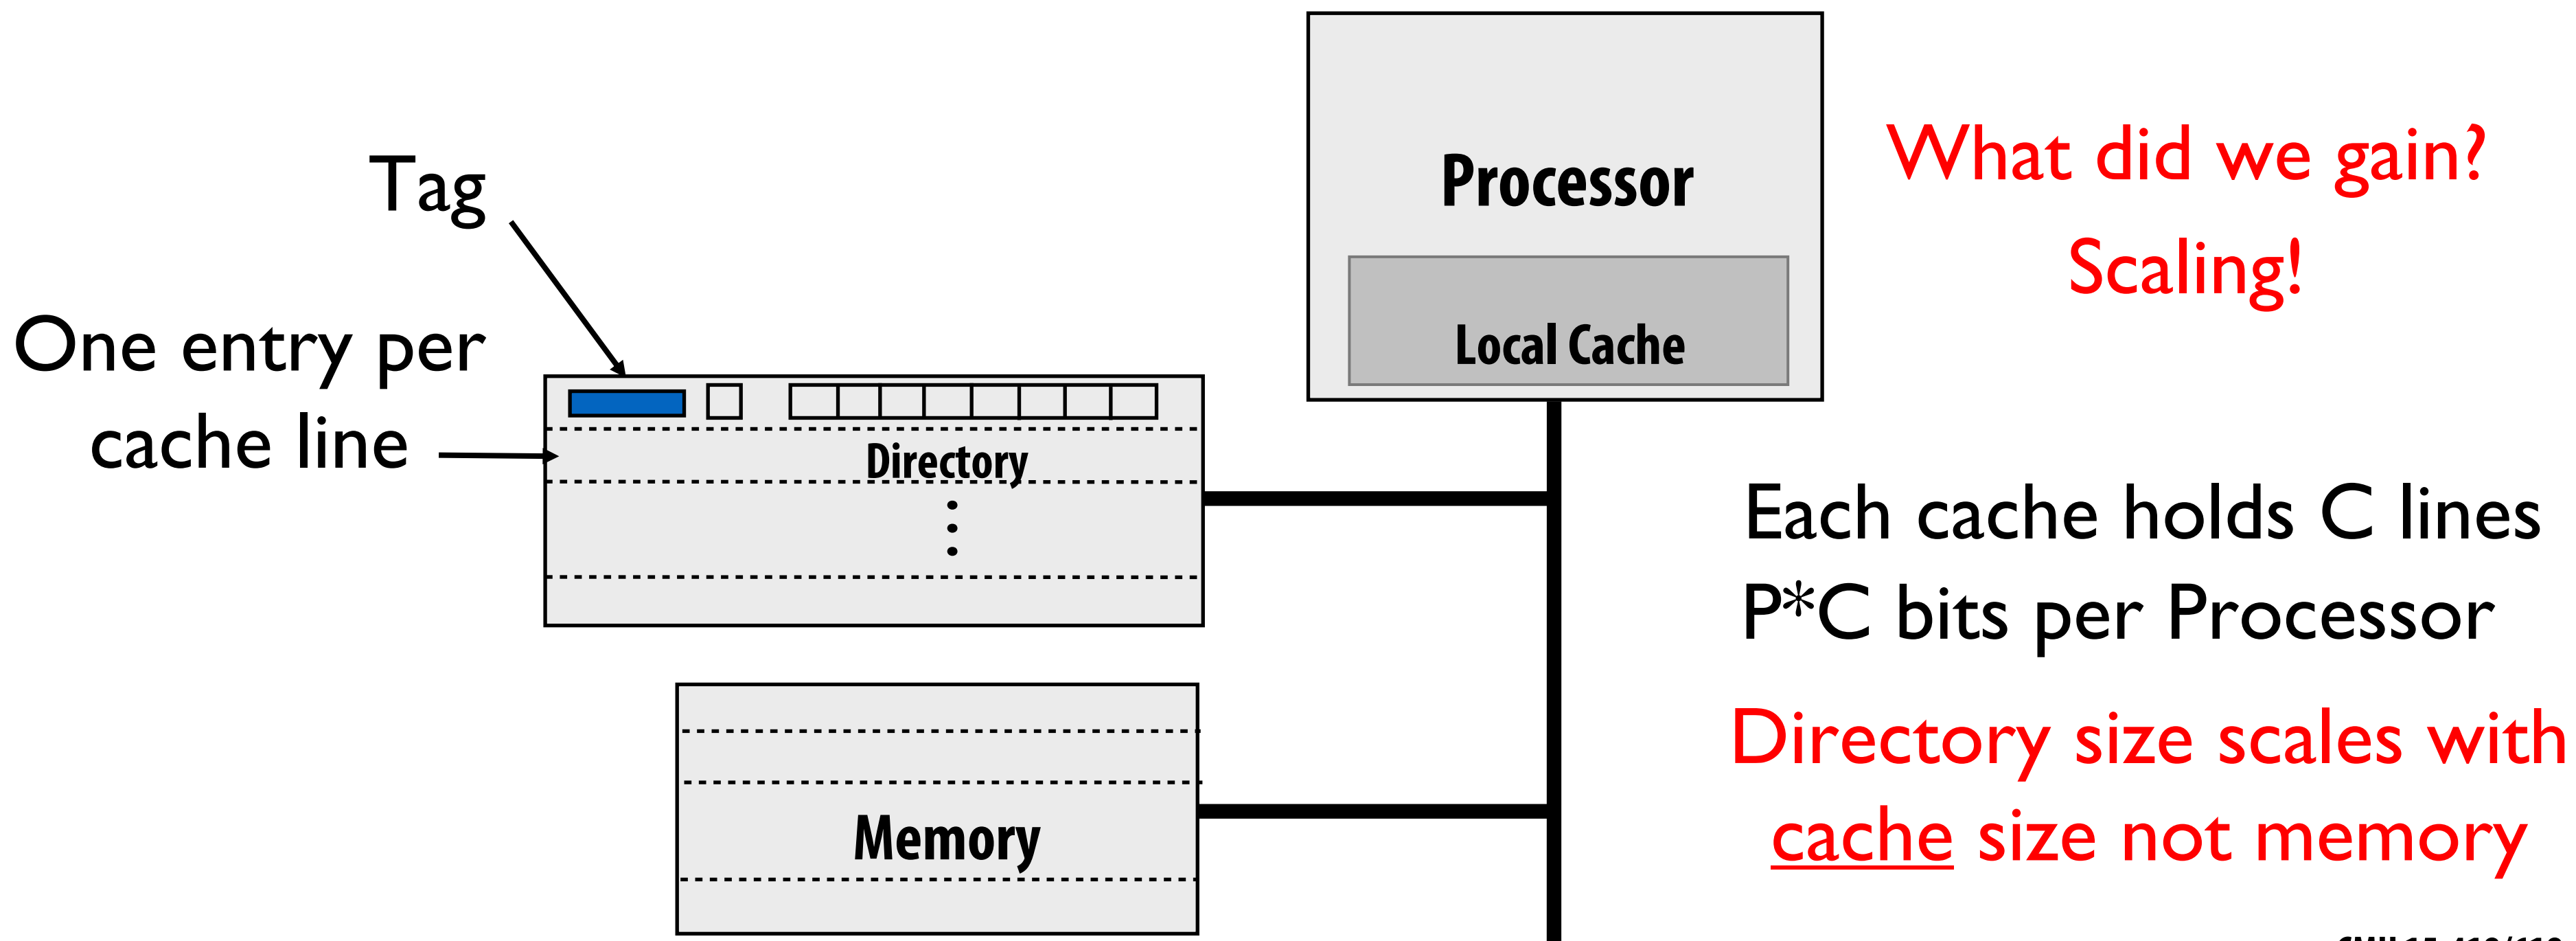 Tag
One entry per
cache line
Directory
Memory
Processor
Local Cache
What did we gain?
Scaling!
Each cache holds C lines
P*C bits per Processor
Directory size scales with
cache size not memory